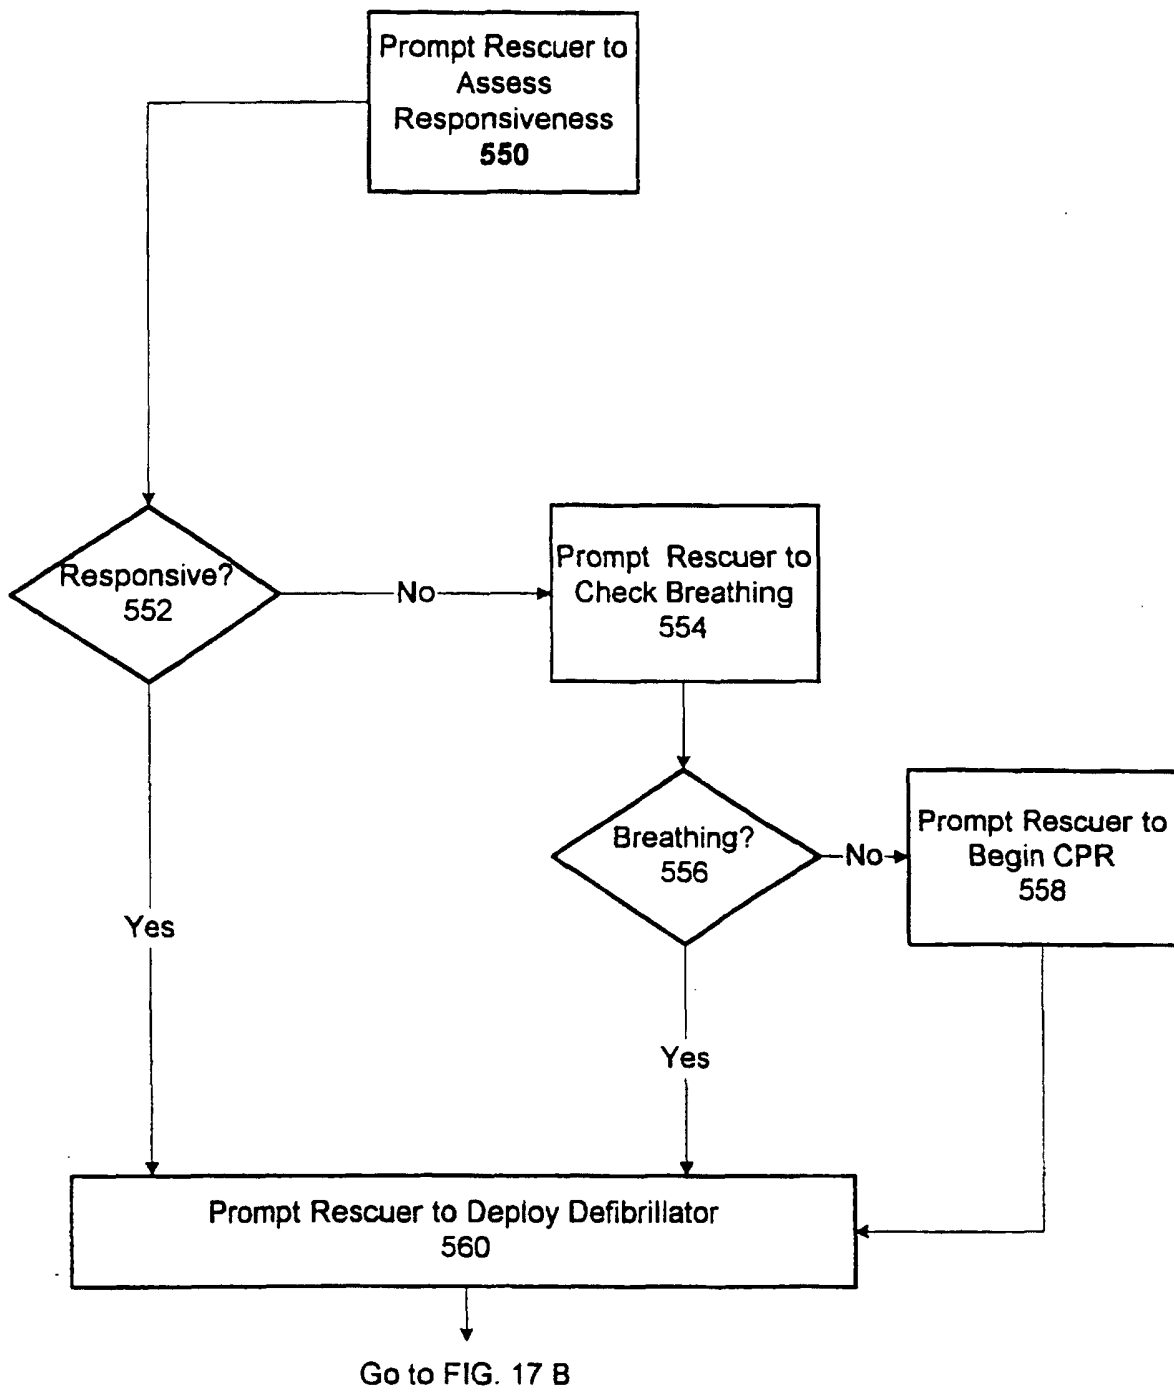 Prompt Rescuer to
Assess
Responsiveness
550
Responsive?
552
No
Prompt Rescuer to
Check Breathing
554
Breathing?
556
No
Prompt Rescuer to
Begin CPR
558
Yes
Yes
Prompt Rescuer to Deploy Defibrillator
560
Go to FIG. 17 B